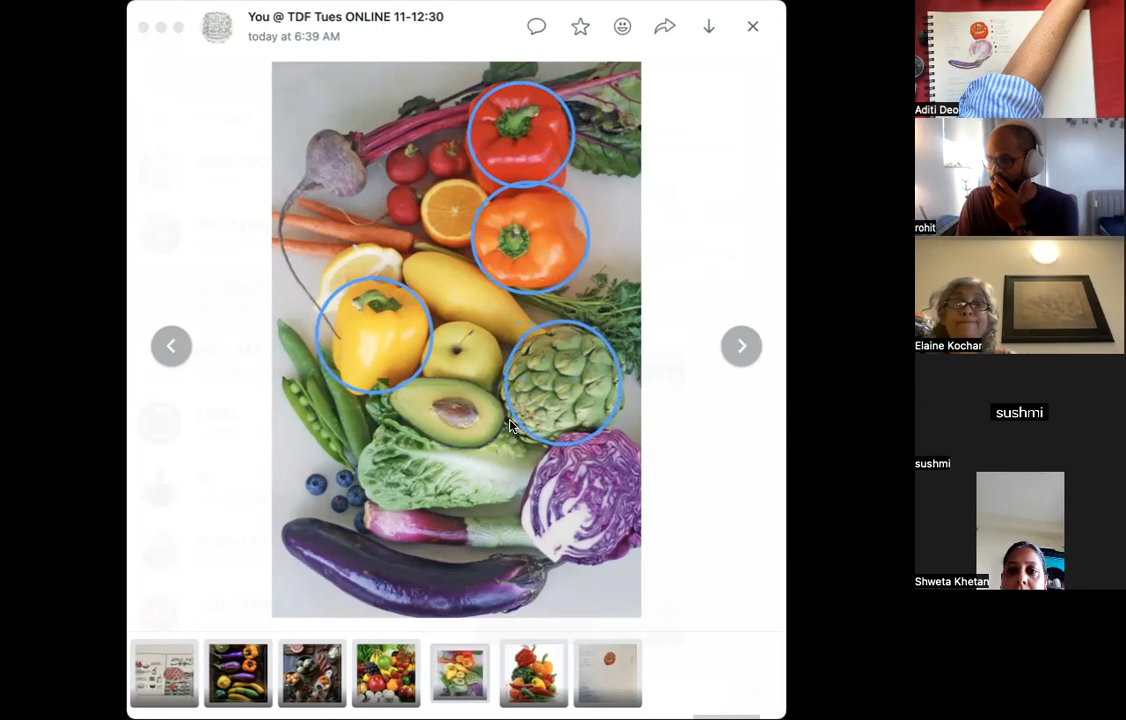 You @ TDF Tues ONLINE 11-12:30
today at 6:39 AM
Aditi Deo
rohit
Elaine Kochar
sushmi
sushmi
Shweta Khetan